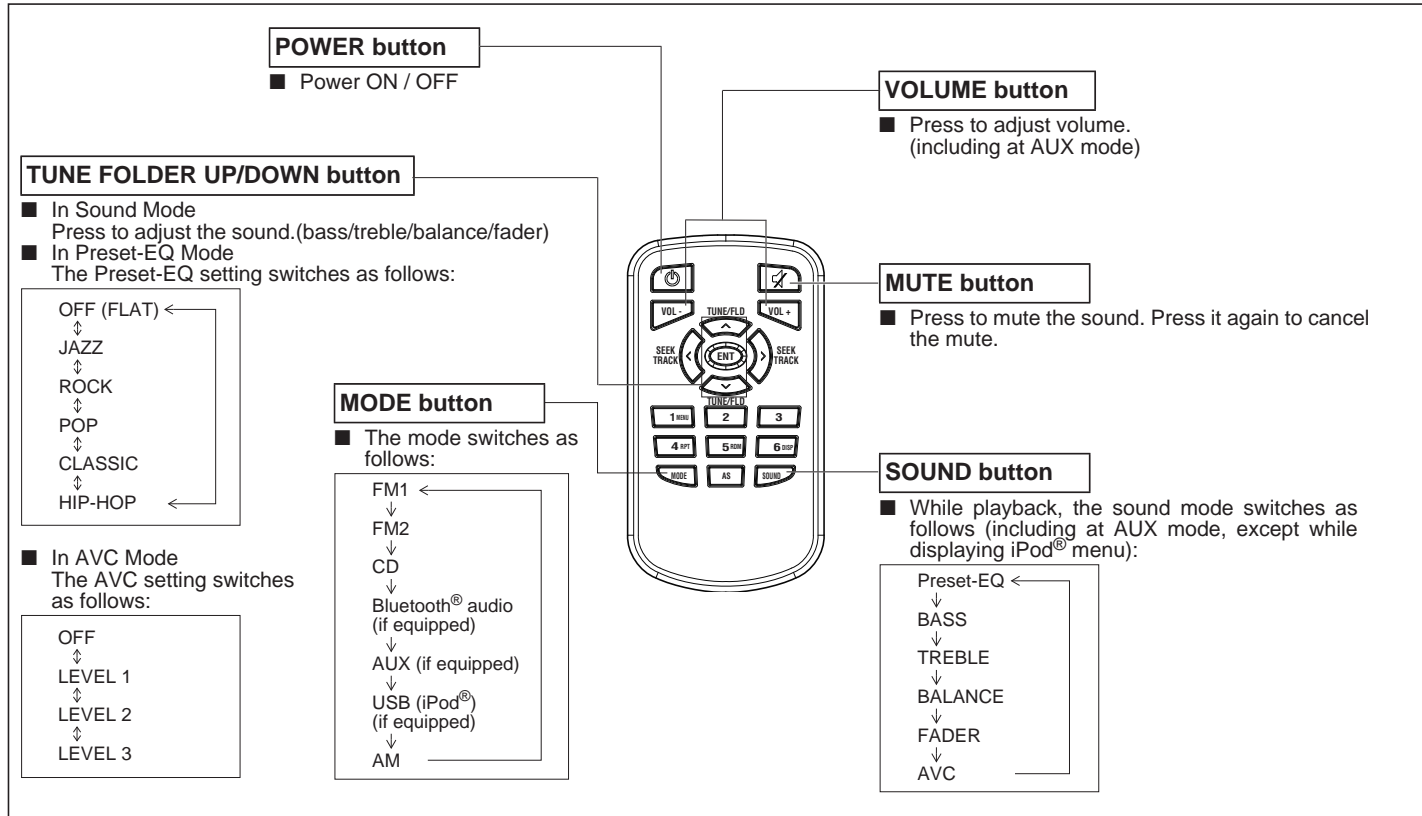 POWER button
■ Power ON / OFF
VOLUME button
■ Press to adjust volume.
(including at AUX mode)
TUNE FOLDER UP/DOWN button
■ In Sound Mode
Press to adjust the sound.(bass/treble/balance/fader)
■ In Preset-EQ Mode
The Preset-EQ setting switches as follows:
OFF (FLAT)
JAZZ
ROCK
POP
CLASSIC
HIP-HOP
■ In AVC Mode
The AVC setting switches
as follows:
OFF
LEVEL 1
LEVEL 2
LEVEL 3
MODE button
■ The mode switches as
follows:
FM1
FM2
CD
Bluetooth® audio
(if equipped)
AUX (if equipped)
USB (iPod®)
(if equipped)
AM
VOL -
TUNE/FLD
VOL +
SEEK
TRACK
ENT
SEEK
TRACK
TUNE/FLD
1 MENU
2
3
4 RPT
5 RDM
6 DISP
MODE
AS
SOUND
MUTE button
■ Press to mute the sound. Press it again to cancel
the mute.
SOUND button
■ While playback, the sound mode switches as
follows (including at AUX mode, except while
displaying iPod® menu):
Preset-EQ
BASS
TREBLE
BALANCE
FADER
AVC